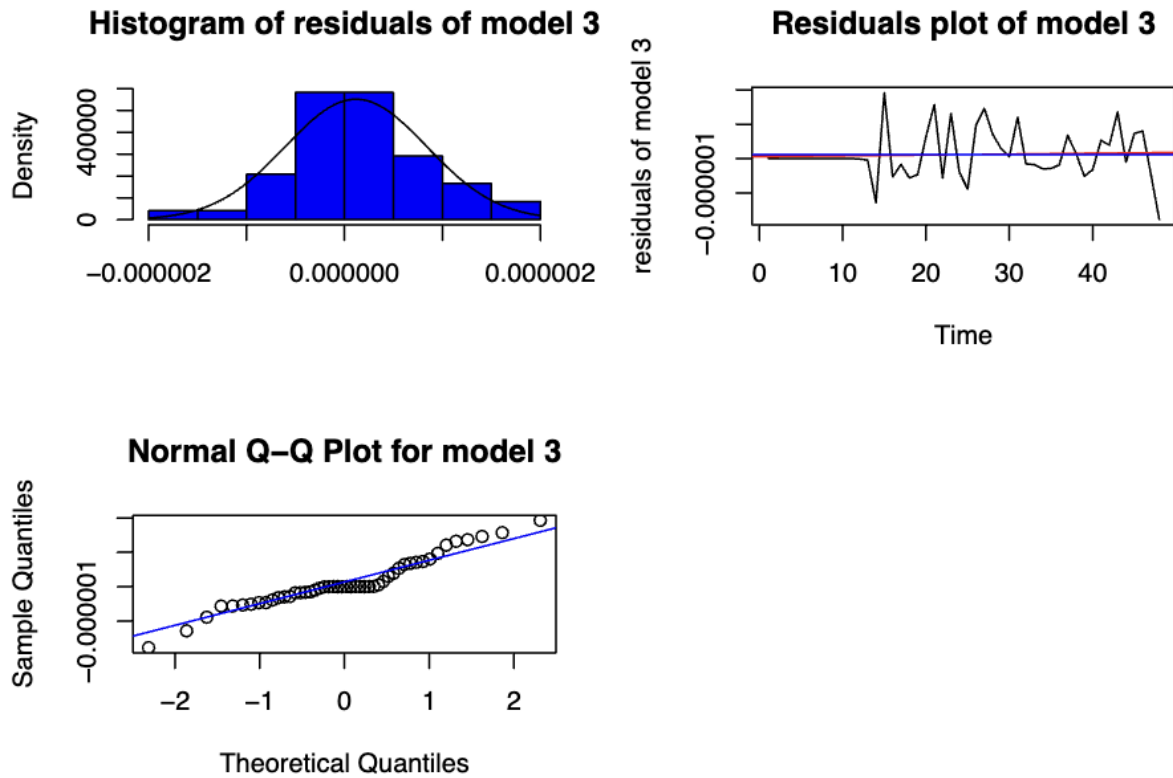 Histogram of residuals of model 3
Density
400000
0
−0.000002
0.000000
0.000002
Residuals plot of model 3
residuals of model 3
−0.000001
0
10
20
30
40
Time
Normal Q−Q Plot for model 3
Sample Quantiles
−0.000001
−2
−1
0
1
2
Theoretical Quantiles